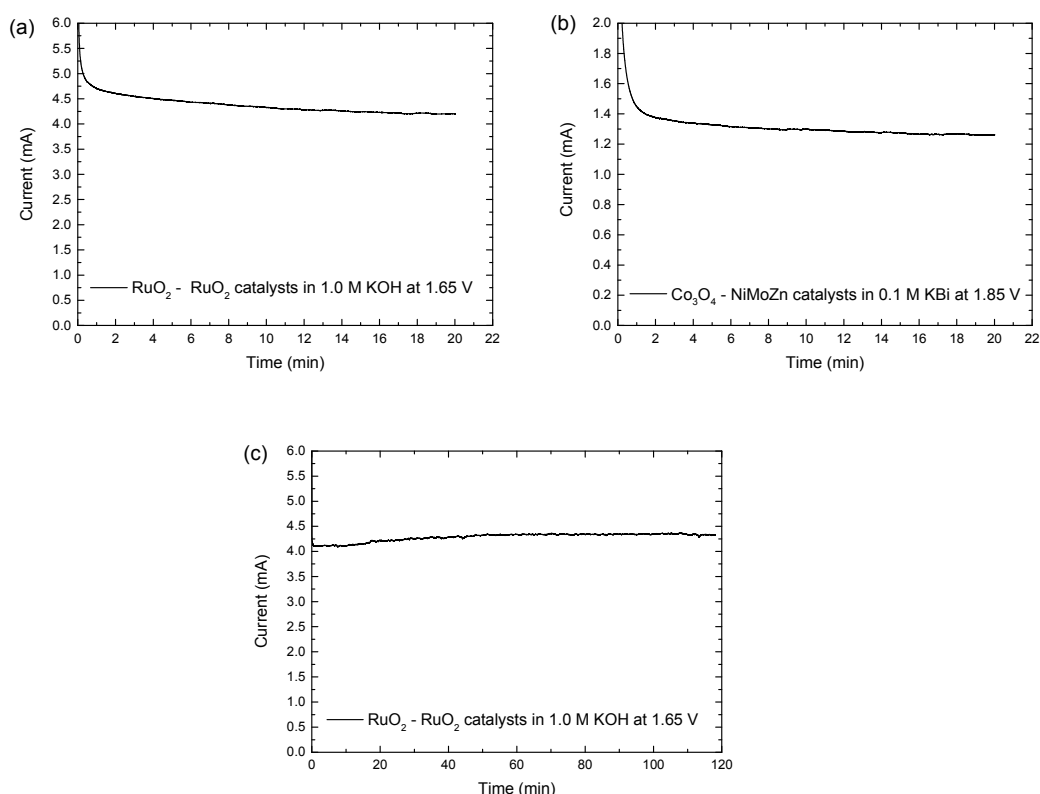 (a)
6.0
5.5
5.0
4.5
4.0
3.5
3.0
2.5
2.0
1.5
1.0
0.5
0.0
Current (mA)
RuO₂ - RuO₂ catalysts in 1.0 M KOH at 1.65 V
0 2 4 6 8 10 12 14 16 18 20 22
Time (min)
(b)
2.0
1.8
1.6
1.4
1.2
1.0
0.8
0.6
0.4
0.2
0.0
Current (mA)
Co₃O₄ - NiMoZn catalysts in 0.1 M KBi at 1.85 V
0 2 4 6 8 10 12 14 16 18 20 22
Time (min)
(c)
6.0
5.5
5.0
4.5
4.0
3.5
3.0
2.5
2.0
1.5
1.0
0.5
0.0
Current (mA)
RuO₂ - RuO₂ catalysts in 1.0 M KOH at 1.65 V
0 20 40 60 80 100 120
Time (min)